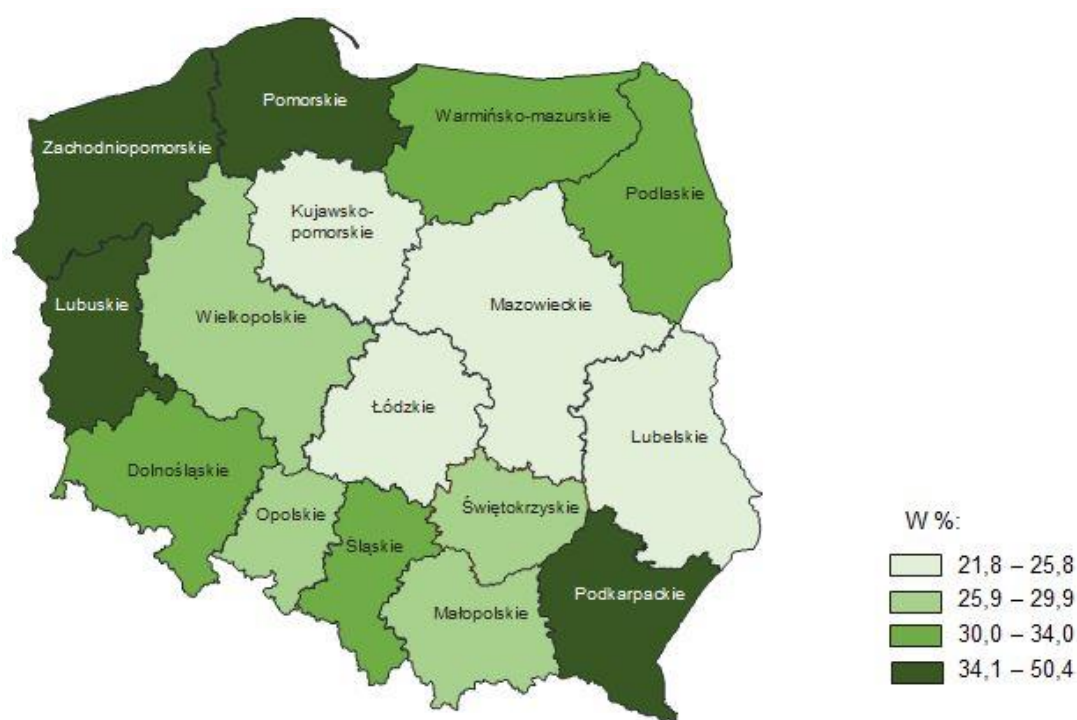 Pomorskie
Warmińsko-mazurskie
Zachodniopomorskie
Podlaskie
Kujawsko-
pomorskie
Lubuskie
Wielkopolskie
Mazowieckie
Łódzkie
Lubelskie
Dolnośląskie
Opolskie
Śląskie
Świętokrzyskie
Podkarpackie
Małopolskie
W %:
21,8 – 25,8
25,9 – 29,9
30,0 – 34,0
34,1 – 50,4